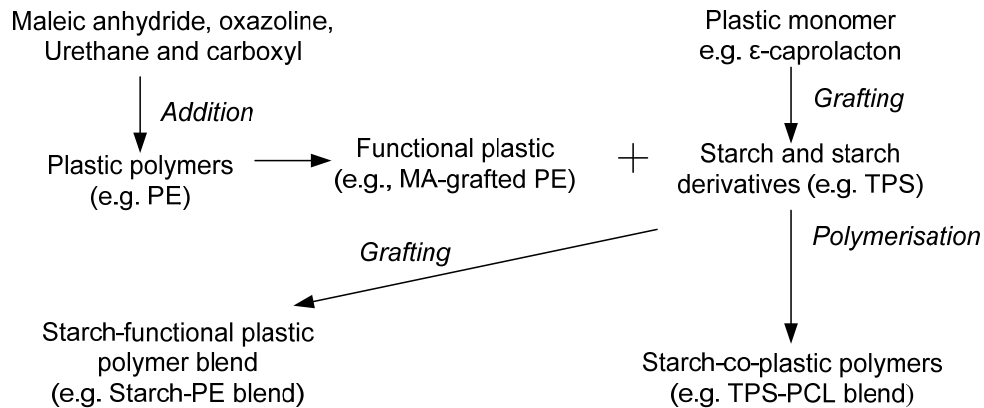 Maleic anhydride, oxazoline,
Urethane and carboxyl
Addition
Plastic polymers
(e.g. PE)
Functional plastic
(e.g., MA-grafted PE)
+
Plastic monomer
e.g. ε-caprolacton
Grafting
Starch and starch
derivatives (e.g. TPS)
Grafting
Polymerisation
Starch-functional plastic
polymer blend
(e.g. Starch-PE blend)
Starch-co-plastic polymers
(e.g. TPS-PCL blend)